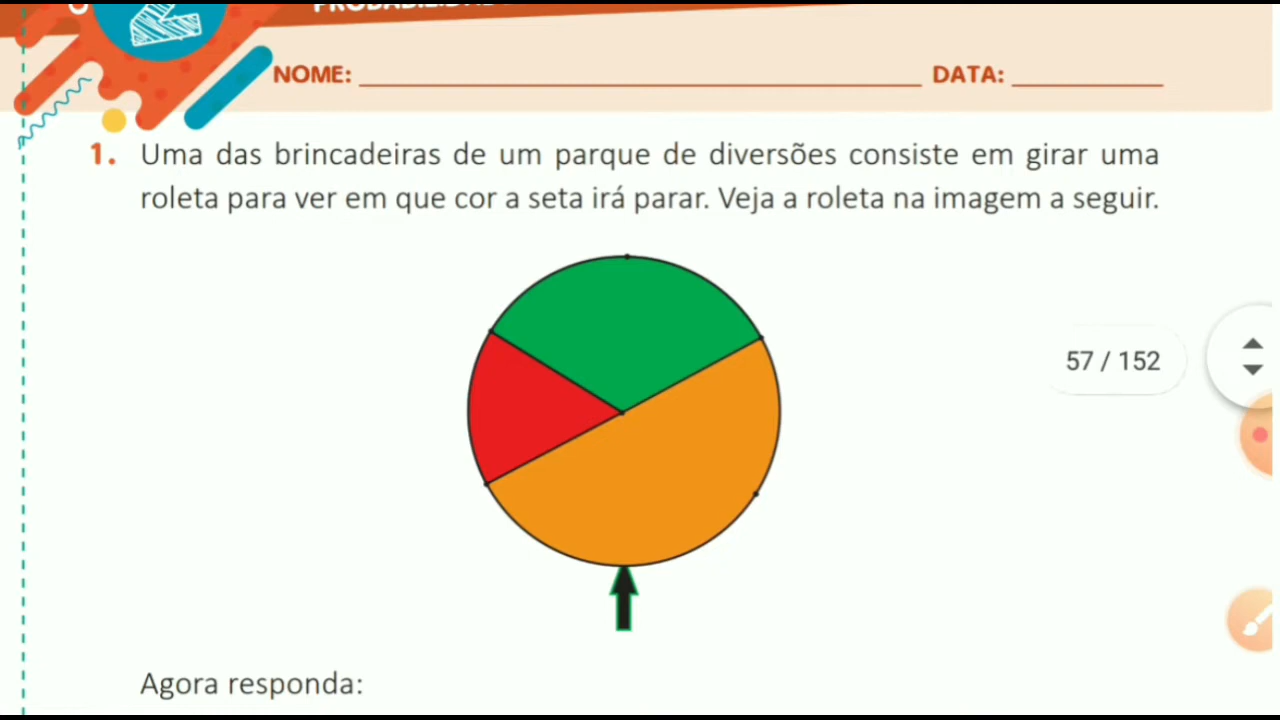 NOME: DATA:
1. Uma das brincadeiras de um parque de diversões consiste em girar uma
roleta para ver em que cor a seta irá parar. Veja a roleta na imagem a seguir.
57 / 152
Agora responda: